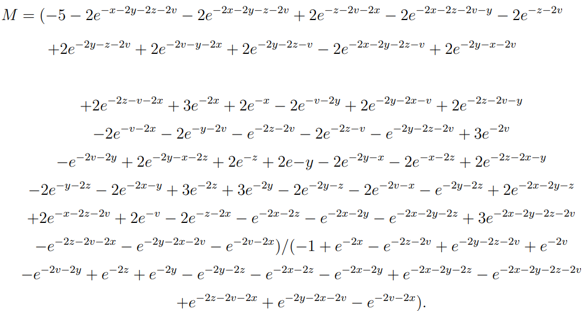 M = (−5 − 2e^{−x−2y−2z−2v} − 2e^{−2x−2y−z−2v} + 2e^{−z−2v−2x} − 2e^{−2x−2z−2v−y} − 2e^{−z−2v}
+2e^{−2y−z−2v} + 2e^{−2v−y−2x} + 2e^{−2y−2z−v} − 2e^{−2x−2y−2z−v} + 2e^{−2y−x−2v}
+2e^{−2z−v−2x} + 3e^{−2x} + 2e^{−x} − 2e^{−v−2y} + 2e^{−2y−2x−v} + 2e^{−2z−2v−y}
−2e^{−v−2x} − 2e^{−y−2v} − e^{−2z−2v} − 2e^{−2z−v} − e^{−2y−2z−2v} + 3e^{−2v}
−e^{−2v−2y} + 2e^{−2y−x−2z} + 2e^{−z} + 2e−y − 2e^{−2y−x} − 2e^{−x−2z} + 2e^{−2z−2x−y}
−2e^{−y−2z} − 2e^{−2x−y} + 3e^{−2z} + 3e^{−2y} − 2e^{−2y−z} − 2e^{−2v−x} − e^{−2y−2z} + 2e^{−2x−2y−z}
+2e^{−x−2z−2v} + 2e^{−v} − 2e^{−z−2x} − e^{−2x−2z} − e^{−2x−2y} − e^{−2x−2y−2z} + 3e^{−2x−2y−2z−2v}
−e^{−2z−2v−2x} − e^{−2y−2x−2v} − e^{−2v−2x})/(−1 + e^{−2x} − e^{−2z−2v} + e^{−2y−2z−2v} + e^{−2v}
−e^{−2v−2y} + e^{−2z} + e^{−2y} − e^{−2y−2z} − e^{−2x−2z} − e^{−2x−2y} + e^{−2x−2y−2z} − e^{−2x−2y−2z−2v}
+e^{−2z−2v−2x} + e^{−2y−2x−2v} − e^{−2v−2x}).